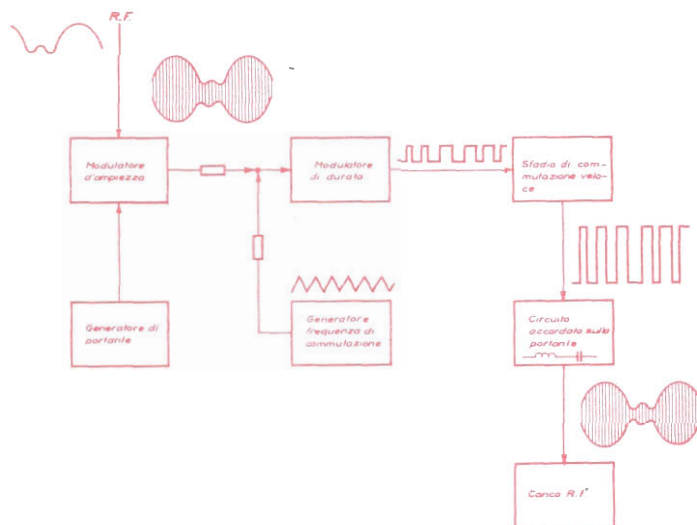 R.F.
Modulatore
d'ampiezza
Modulatore
di durata
Stadio di com-
mutazione velo-
ce
Generatore di
portante
Generatore
frequenza di
commutazione
Circuito
accordato sulla
portante
Carico R.F.